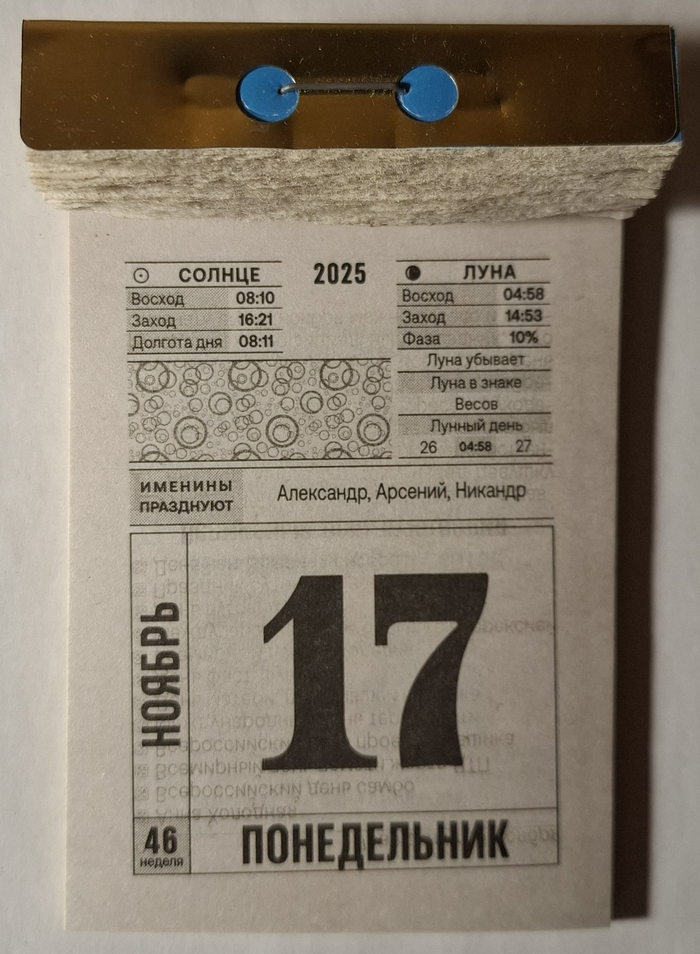 СОЛНЦЕ
Восход 08:10
Заход 16:21
Долгота дня 08:11
2025
ЛУНА
Восход 04:58
Заход 14:53
Фаза 10%
Луна убывает
Луна в знаке
Весов
Лунный день
26 04:58 27
ИМЕНИНЫ
ПРАЗДНУЮТ
Александр, Арсений, Никандр
НОЯБРЬ
17
46
неделя
ПОНЕДЕЛЬНИК